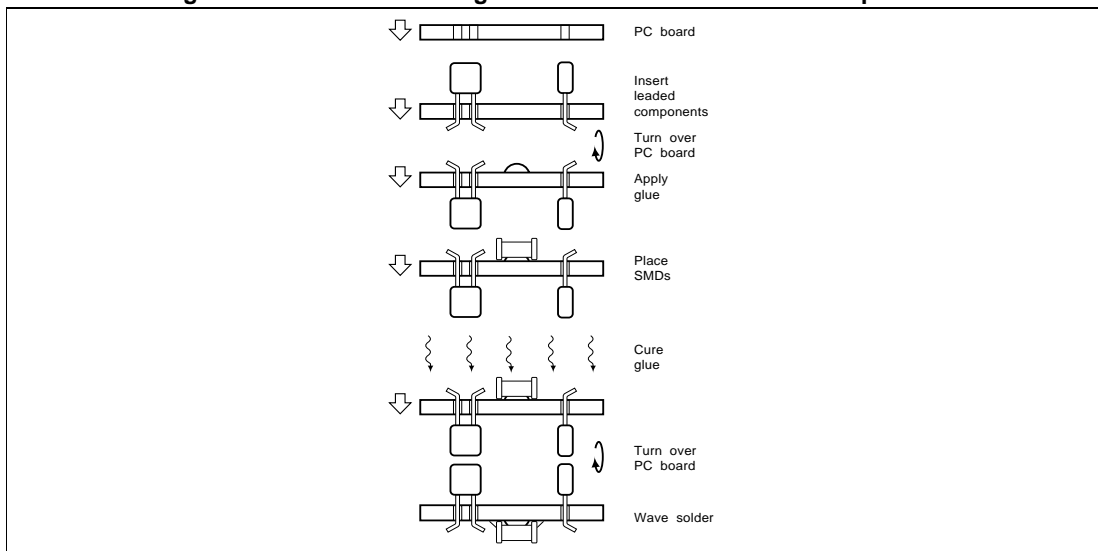 PC board
Insert
leaded
components
Turn over
PC board
Apply
glue
Place
SMDs
Cure
glue
Turn over
PC board
Wave solder